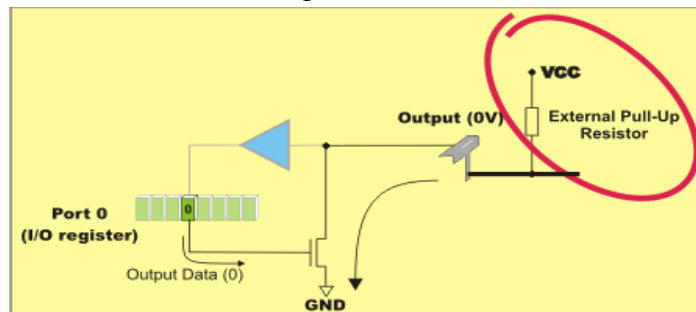 VCC
Output (0V)
External Pull-Up
Resistor
0
Port 0
(I/O register)
Output Data (0)
GND